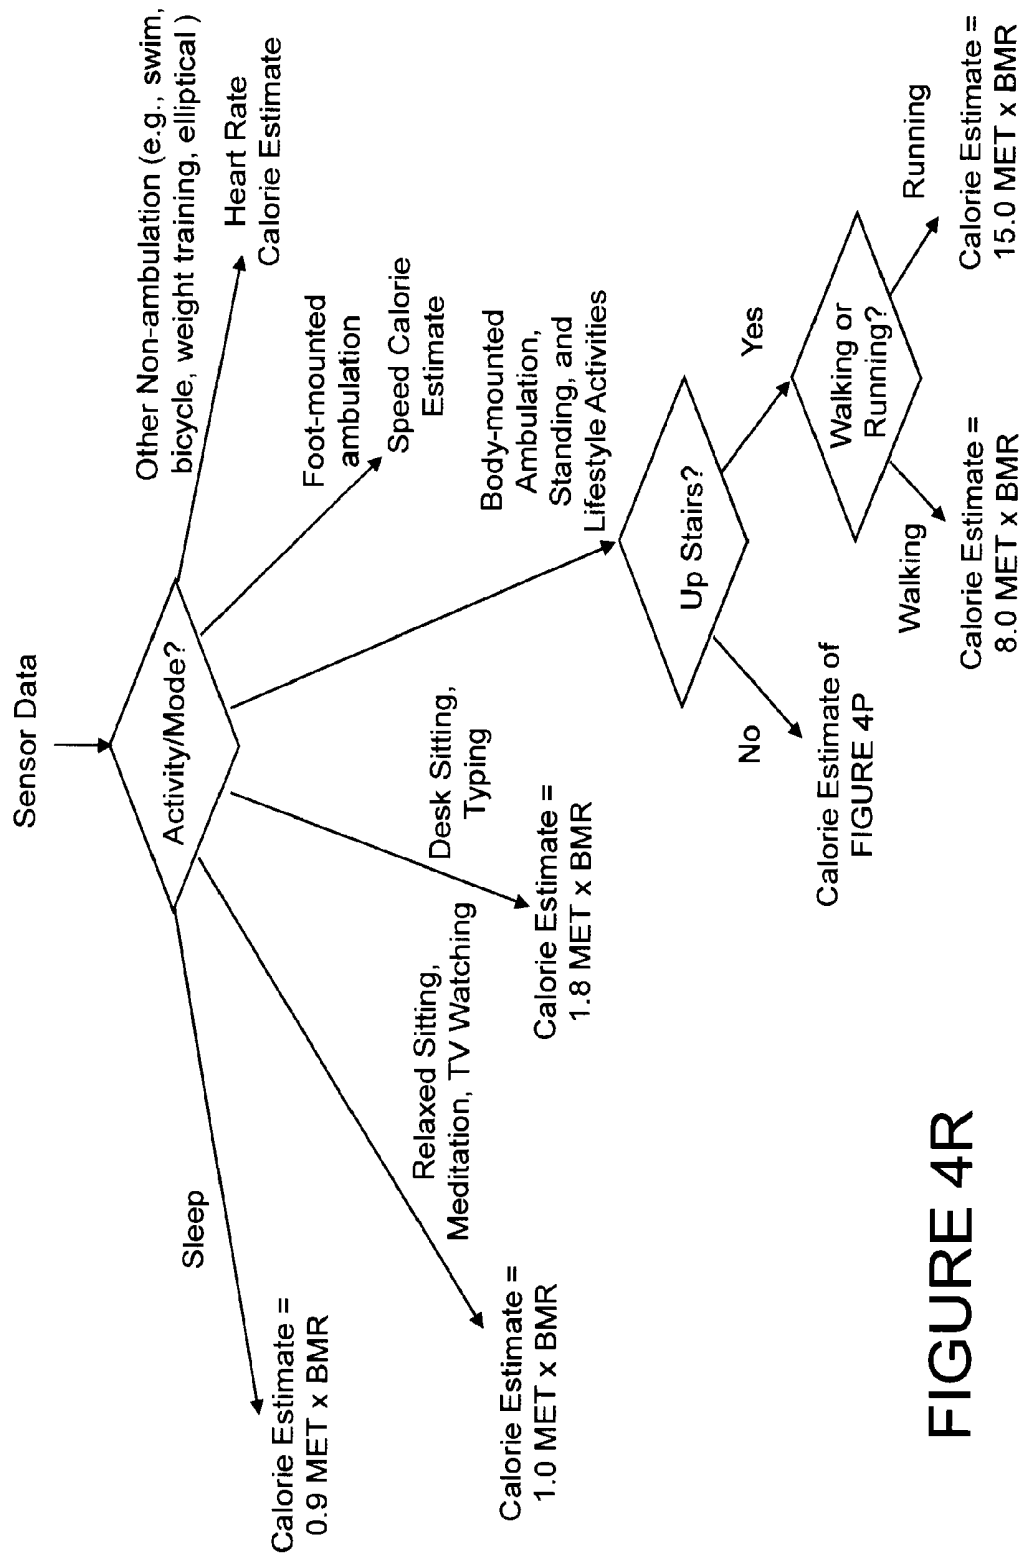 Sensor Data
Activity/Mode?
Sleep
Calorie Estimate =
0.9 MET x BMR
Relaxed Sitting,
Meditation, TV Watching
Calorie Estimate =
1.0 MET x BMR
Desk Sitting,
Typing
Calorie Estimate =
1.8 MET x BMR
Body-mounted
Ambulation,
Standing, and
Lifestyle Activities
Foot-mounted
ambulation
Speed Calorie
Estimate
Other Non-ambulation (e.g., swim,
bicycle, weight training, elliptical )
Heart Rate
Calorie Estimate
Up Stairs?
No
Calorie Estimate of
FIGURE 4P
Yes
Walking or
Running?
Walking
Calorie Estimate =
8.0 MET x BMR
Running
Calorie Estimate =
15.0 MET x BMR
FIGURE 4R